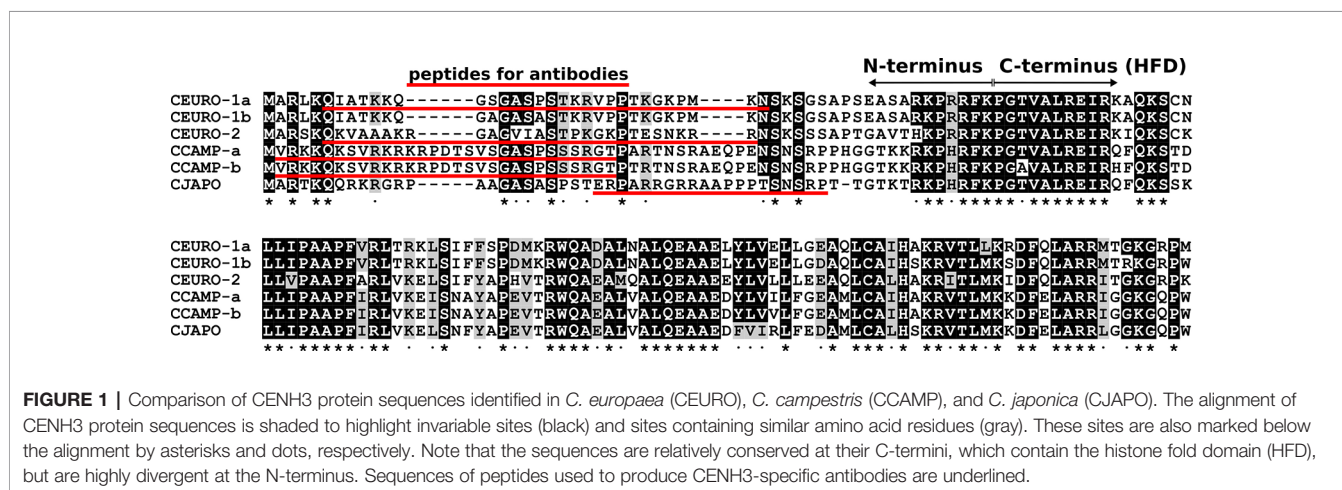 peptides for antibodies
N-terminus C-terminus (HFD)
CEURO-1a MARLKQIATKKQ------GSGASPSTKRVPPTKGKPM----KNSKSGSAPSEASARKPRRFKPGTVALREIRKAQKSCN
CEURO-1b MARLKQIATKKQ------GAGASPSTKRVPPTKGKPM----KNSKSGSAPSEASARKPRRFKPGTVALREIRKAQKSCN
CEURO-2 MARSKQKVAAAKR-----GAGVIASTPKGKPTESNKR----RNSKSSSAPTGAVTHKPRRFKPGTVALREIRKIQKSCK
CCAMP-a MVRKKQKSVRKRKRPDTSVSGASPSSSRGTPARTNSRAEQPENSNSRPPHGGTKKRKPHRFKPGTVALREIRQFQKSTD
CCAMP-b MVRKKQKSVRKRKRPDTSVSGASPSSSRGTPTRTNSRAEQPENSNSRPPHGGTKKRKPHRFKPGAVALREIRHFQKSTD
CJAPO MARTKQQRKRGRP-----AAGASASPSTERPARRGRRAAPPPTSNSRPT-TGTKTRKPHRFKPGTVALREIRQFQKSSK
CEURO-1a LLIPAAPFVRLTRKLSIFFSPDMKRWQADALNALQEAAELYLVELLGEAQLCAIHAKRVTLLKRDFQLARRMTGKGRPM
CEURO-1b LLIPAAPFVRLTRKLSIFFSPDMKRWQADALNALQEAAELYLVELLGDAQLCAIHAKRVTLMKSDFQLARRMTRKGRPW
CEURO-2 LLVPAAPFARLVRELSFYYAPHVTRWQAEAMQALQEAAEEYLVLLLEEAQLCAIHAKRITLMKIDFQLARRMTGKGRPK
CCAMP-a LLIPAAPFIRLVKEISNAYAPEVTRWQAEALVALQEAAEDYLVILFGEAMLCAIHAKRVTLMKKDFELARRIGGKGQPW
CCAMP-b LLIPAAPFIRLVKEISNAYAPEVTRWQAEALVALQEAAEDYLVVLFGEAMLCAIHAKRVTLMKKDFELARRIGGKGQPW
CJAPO LLIPAAPFIRLVKELSNFYAPEVTRWQAEALVALQEAAEDFVIRLFEDAMLCALHSKRVTLMKKDFELARRLGGKGQPW
FIGURE 1 | Comparison of CENH3 protein sequences identified in C. europaea (CEURO), C. campestris (CCAMP), and C. japonica (CJAPO). The alignment of
CENH3 protein sequences is shaded to highlight invariable sites (black) and sites containing similar amino acid residues (gray). These sites are also marked below
the alignment by asterisks and dots, respectively. Note that the sequences are relatively conserved at their C-termini, which contain the histone fold domain (HFD),
but are highly divergent at the N-terminus. Sequences of peptides used to produce CENH3-specific antibodies are underlined.